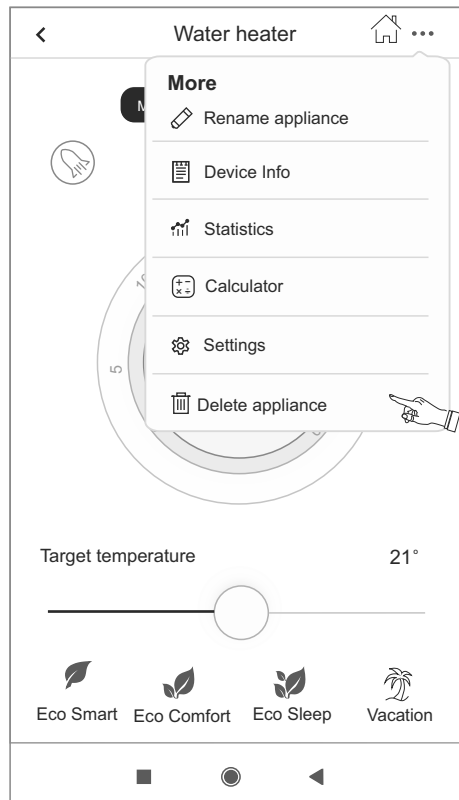 Water heater
M
More
Rename appliance
Device Info
Statistics
Calculator
Settings
Delete appliance
10
5
Target temperature
21°
Eco Smart
Eco Comfort
Eco Sleep
Vacation